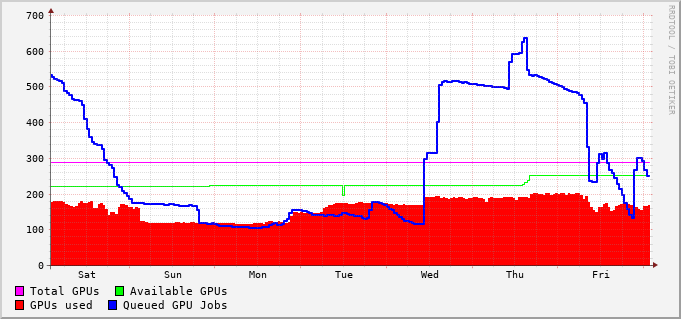 700
600
500
400
300
200
100
0
Sat Sun Mon Tue Wed Thu Fri
Total GPUs Available GPUs
GPUs used Queued GPU Jobs
RRDTOOL / TOBI OETIKER